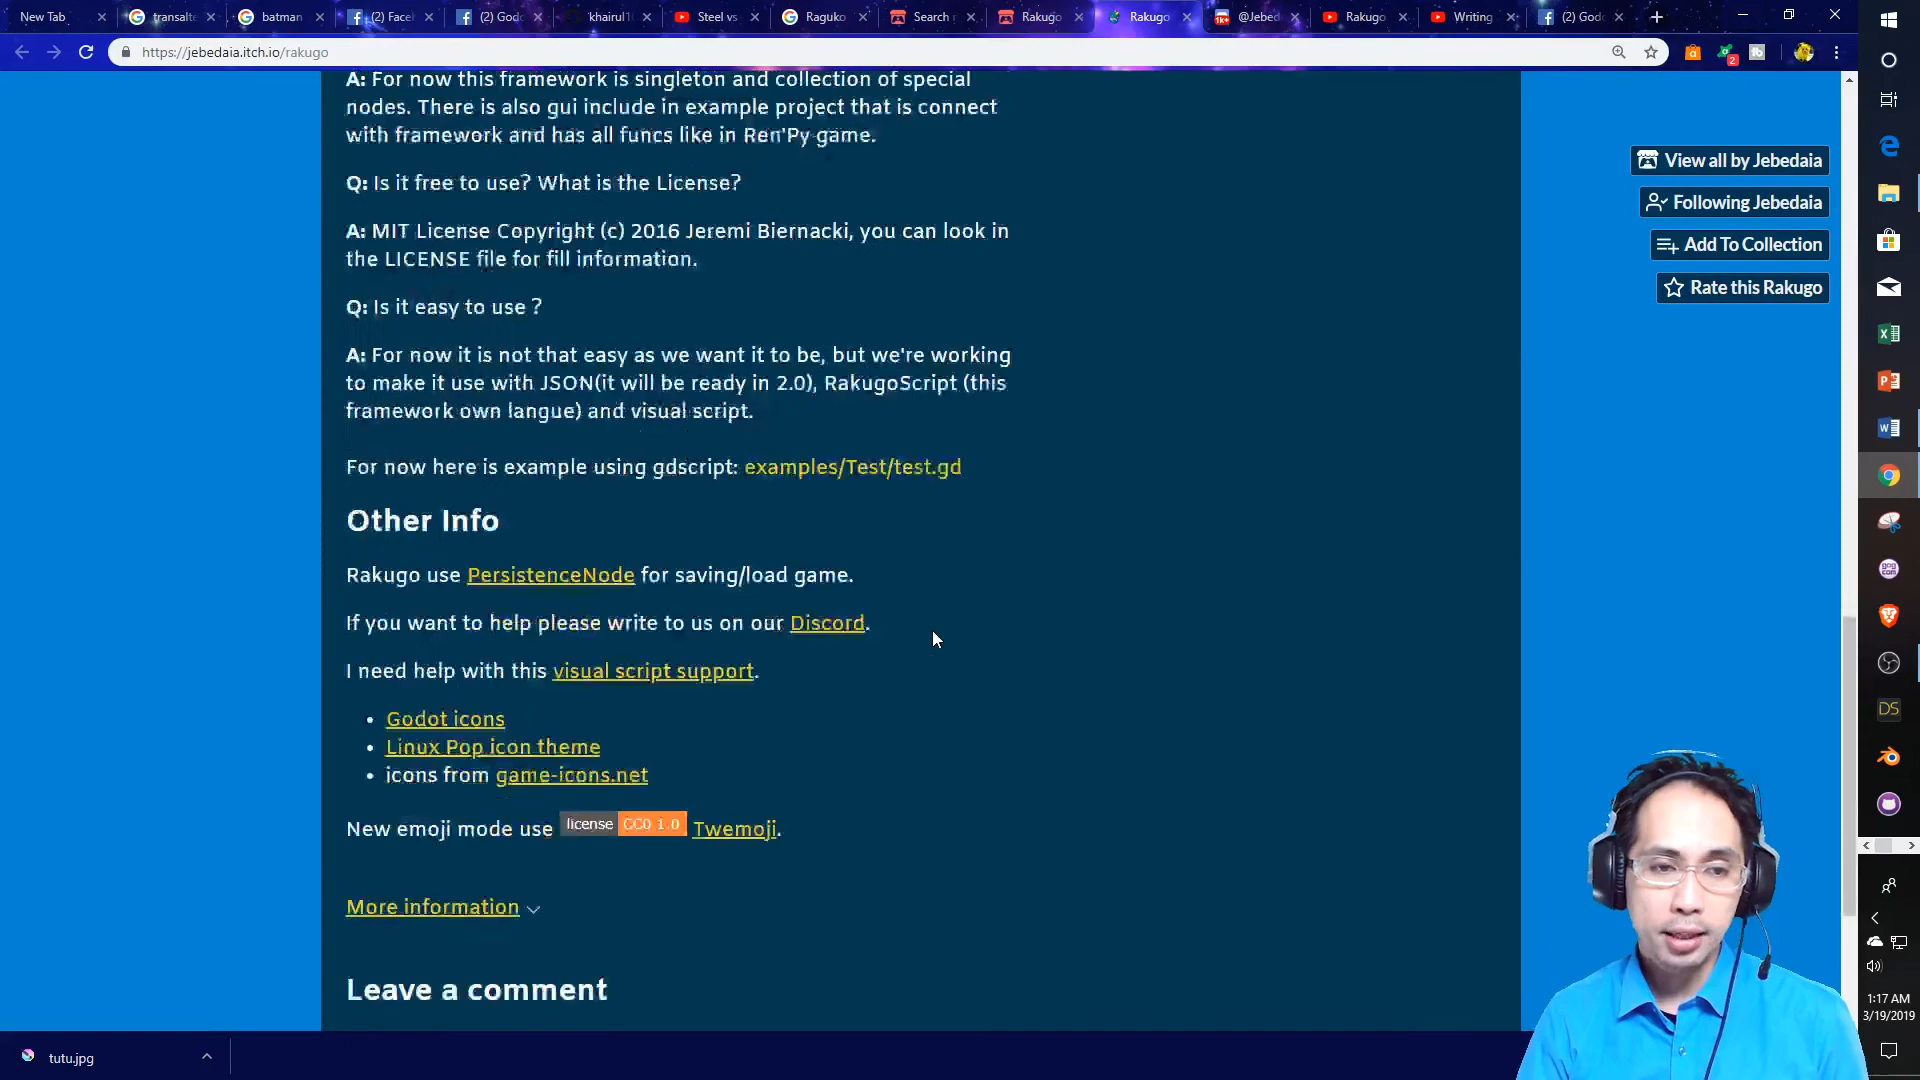 New Tab
transalte
batman
(2) Face
(2) Godo
khairul1
Steel vs
Raguko
Search r
Rakugo
Rakugo
@Jebed
Rakugo
Writing
(2) God
https://jebedaia.itch.io/rakugo
2
A: For now this framework is singleton and collection of special
nodes. There is also gui include in example project that is connect
with framework and has all funcs like in Ren'Py game.
Q: Is it free to use? What is the License?
A: MIT License Copyright (c) 2016 Jeremi Biernacki, you can look in
the LICENSE file for fill information.
Q: Is it easy to use ?
A: For now it is not that easy as we want it to be, but we're working
to make it use with JSON(it will be ready in 2.0), RakugoScript (this
framework own langue) and visual script.
For now here is example using gdscript: examples/Test/test.gd
Other Info
Rakugo use PersistenceNode for saving/load game.
If you want to help please write to us on our Discord.
I need help with this visual script support.
• Godot icons
• Linux Pop icon theme
• icons from game-icons.net
New emoji mode use license CC0 1.0 Twemoji.
More information
Leave a comment
View all by Jebedaia
Following Jebedaia
Add To Collection
Rate this Rakugo
DS
1:17 AM
3/19/2019
tutu.jpg